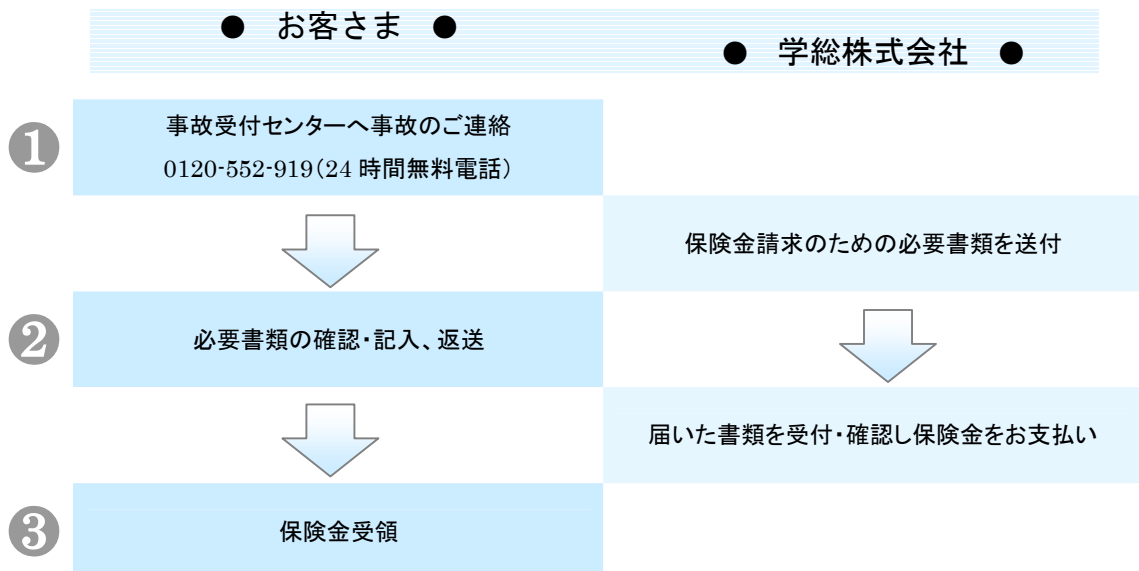 ● お客さま ●
● 学総株式会社 ●
❶
事故受付センターへ事故のご連絡
0120-552-919（24 時間無料電話）
保険金請求のための必要書類を送付
❷
必要書類の確認・記入、返送
届いた書類を受付・確認し保険金をお支払い
❸
保険金受領